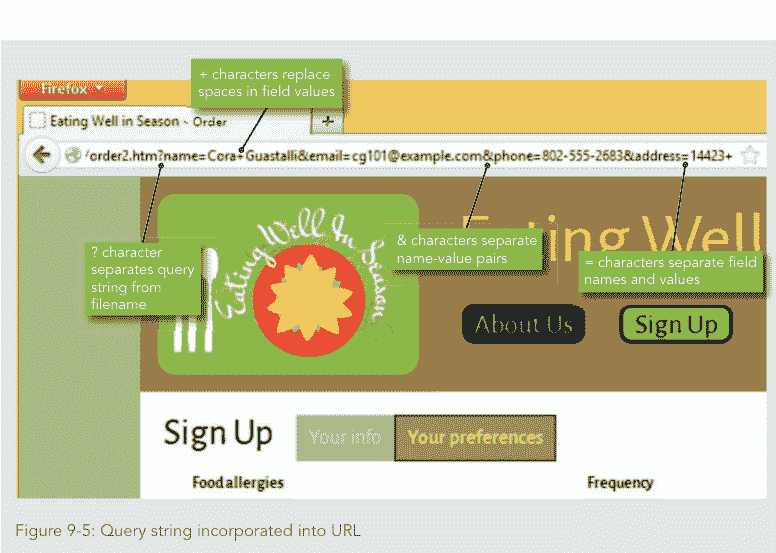 + characters replace
spaces in field values
Firefox
Eating Well in Season - Order
+
/order2.htm?name=Cora+Guastalli&email=cg101@example.com&phone=802-555-2683&address=14423+
? character
separates query
string from
filename
Eating Well In Season
& characters separate
name-value pairs
Eating Well
= characters separate field
names and values
About Us
Sign Up
Sign Up
Your info
Your preferences
Food allergies
Frequency
Figure 9-5: Query string incorporated into URL